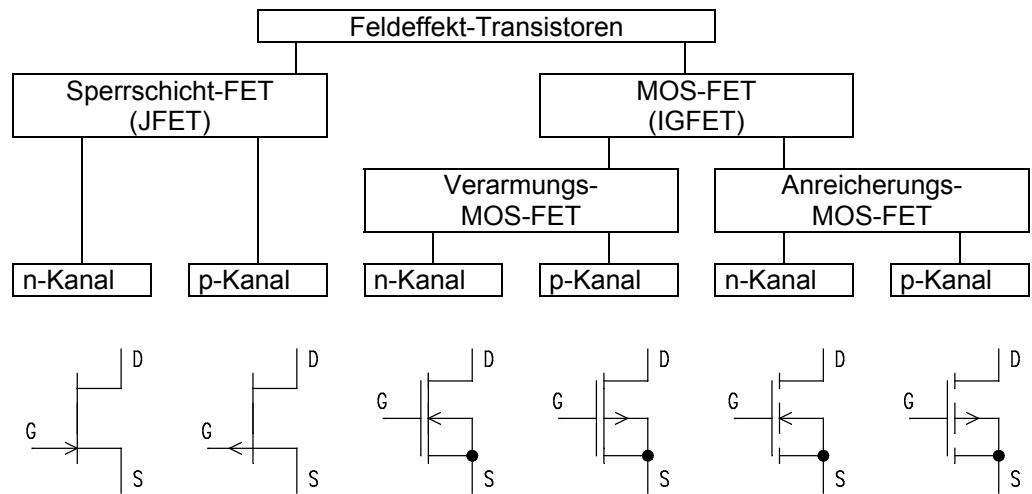 Feldeffekt-Transistoren
Sperrschicht-FET
(JFET)
MOS-FET
(IGFET)
Verarmungs-
MOS-FET
Anreicherungs-
MOS-FET
n-Kanal
p-Kanal
n-Kanal
p-Kanal
n-Kanal
p-Kanal
D
G
S
D
G
S
D
G
S
D
G
S
D
G
S
D
G
S